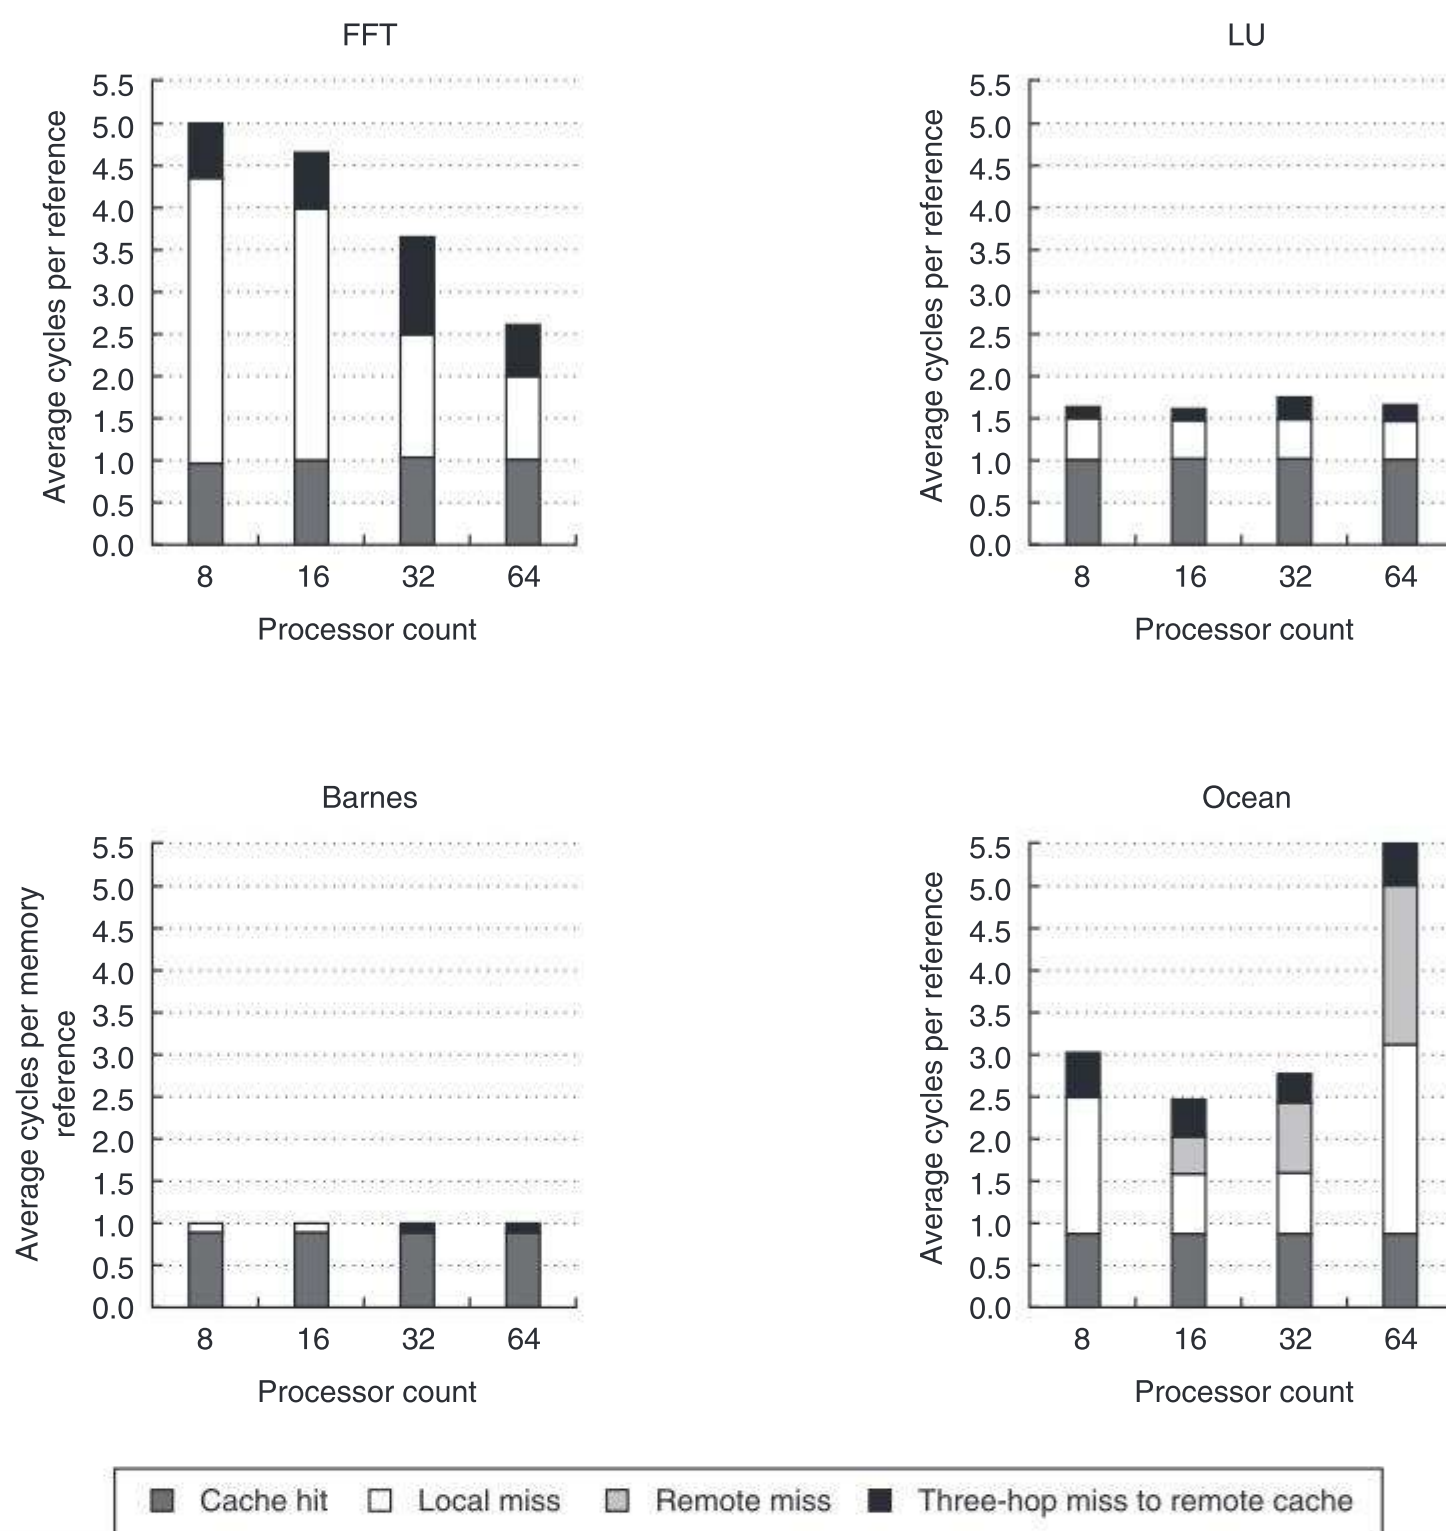 FFT
Average cycles per reference
5.5
5.0
4.5
4.0
3.5
3.0
2.5
2.0
1.5
1.0
0.5
0.0
8 16 32 64
Processor count
LU
Average cycles per reference
5.5
5.0
4.5
4.0
3.5
3.0
2.5
2.0
1.5
1.0
0.5
0.0
8 16 32 64
Processor count
Barnes
Average cycles per memory
reference
5.5
5.0
4.5
4.0
3.5
3.0
2.5
2.0
1.5
1.0
0.5
0.0
8 16 32 64
Processor count
Ocean
Average cycles per reference
5.5
5.0
4.5
4.0
3.5
3.0
2.5
2.0
1.5
1.0
0.5
0.0
8 16 32 64
Processor count
Cache hit Local miss Remote miss Three-hop miss to remote cache